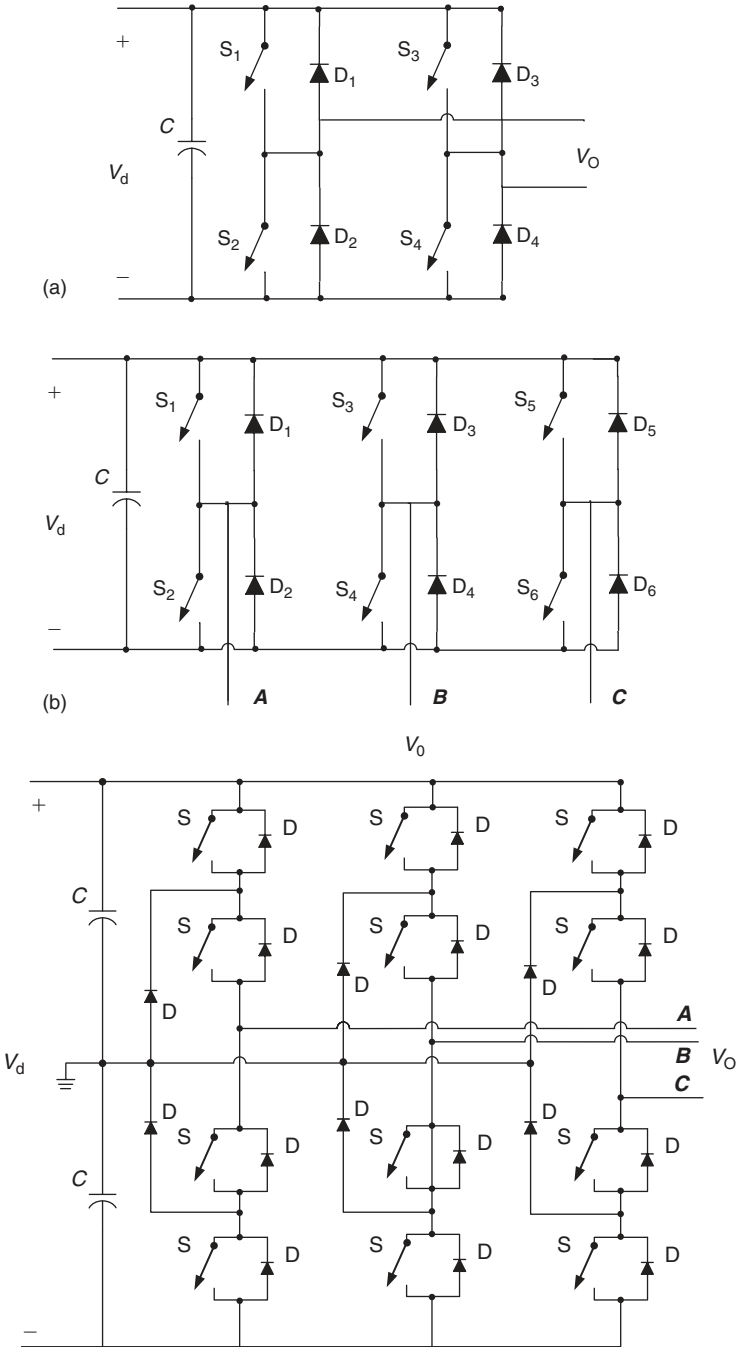 + S1 D1 S3 D3
C
Vd VO
S2 D2 S4 D4
−
(a)
+ S1 D1 S3 D3 S5 D5
C
Vd
S2 D2 S4 D4 S6 D6
−
(b) A B C
V0
+ S D S D S D
C S D S D S D
D D D
A
Vd B VO
C
D D D
S D S D S D
C
S D S D S D
−